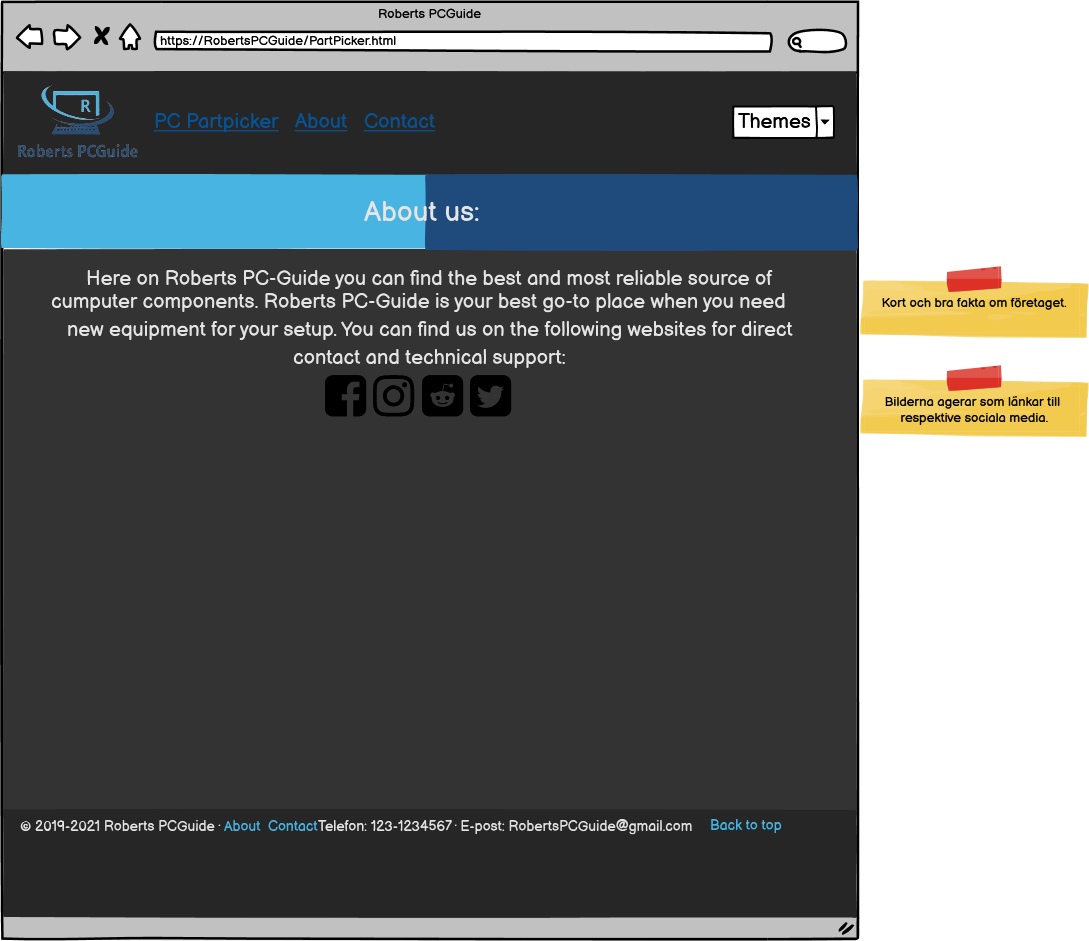 Roberts PCGuide
https://RobertsPCGuide/PartPicker.html
R
Roberts PCGuide
PC Partpicker About Contact
Themes
About us:
Here on Roberts PC-Guide you can find the best and most reliable source of
cumputer components. Roberts PC-Guide is your best go-to place when you need
new equipment for your setup. You can find us on the following websites for direct
contact and technical support:
Kort och bra fakta om företaget.
Bilderna agerar som länkar till
respektive sociala media.
© 2019-2021 Roberts PCGuide · About Contact Telefon: 123-1234567 · E-post: RobertsPCGuide@gmail.com Back to top